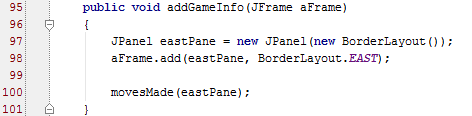 95 public void addGameInfo(JFrame aFrame)
96 {
97 JPanel eastPane = new JPanel(new BorderLayout());
98 aFrame.add(eastPane, BorderLayout.EAST);
99
100 movesMade(eastPane);
101 }